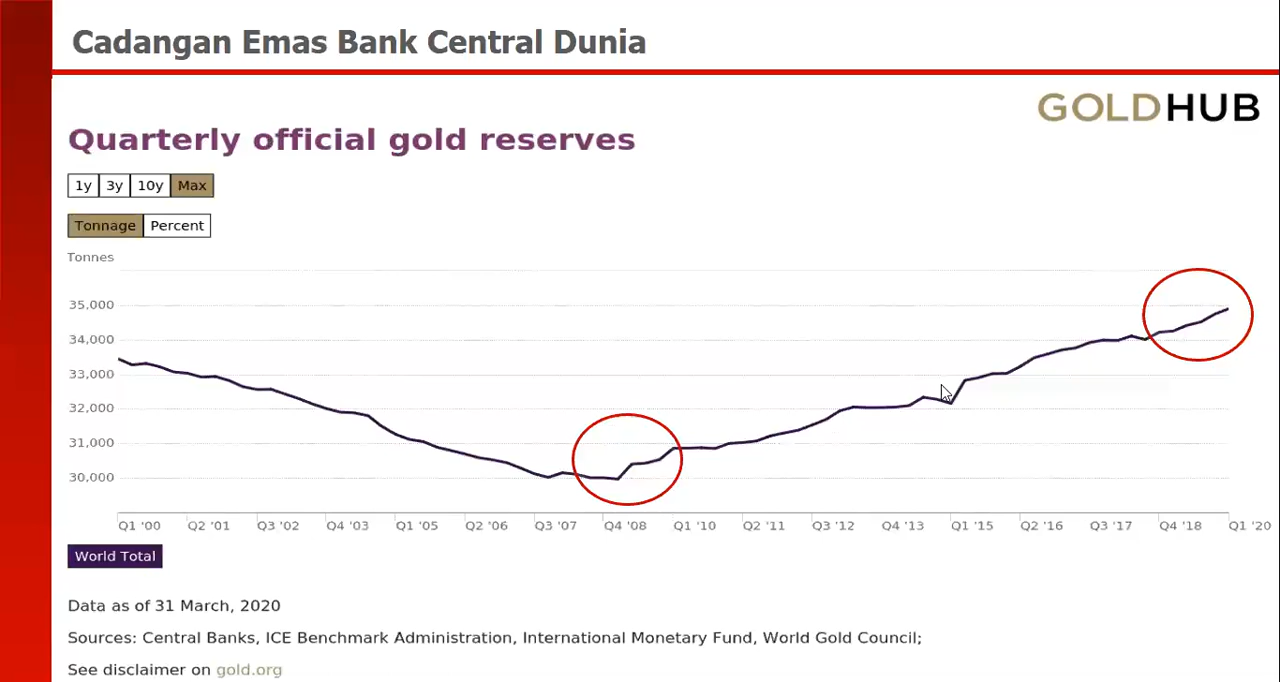 Cadangan Emas Bank Central Dunia
GOLDHUB
Quarterly official gold reserves
1y 3y 10y Max
Tonnage Percent
Tonnes
35,000
34,000
33,000
32,000
31,000
30,000
Q1 '00 Q2 '01 Q3 '02 Q4 '03 Q1 '05 Q2 '06 Q3 '07 Q4 '08 Q1 '10 Q2 '11 Q3 '12 Q4 '13 Q1 '15 Q2 '16 Q3 '17 Q4 '18 Q1 '20
World Total
Data as of 31 March, 2020
Sources: Central Banks, ICE Benchmark Administration, International Monetary Fund, World Gold Council;
See disclaimer on gold.org